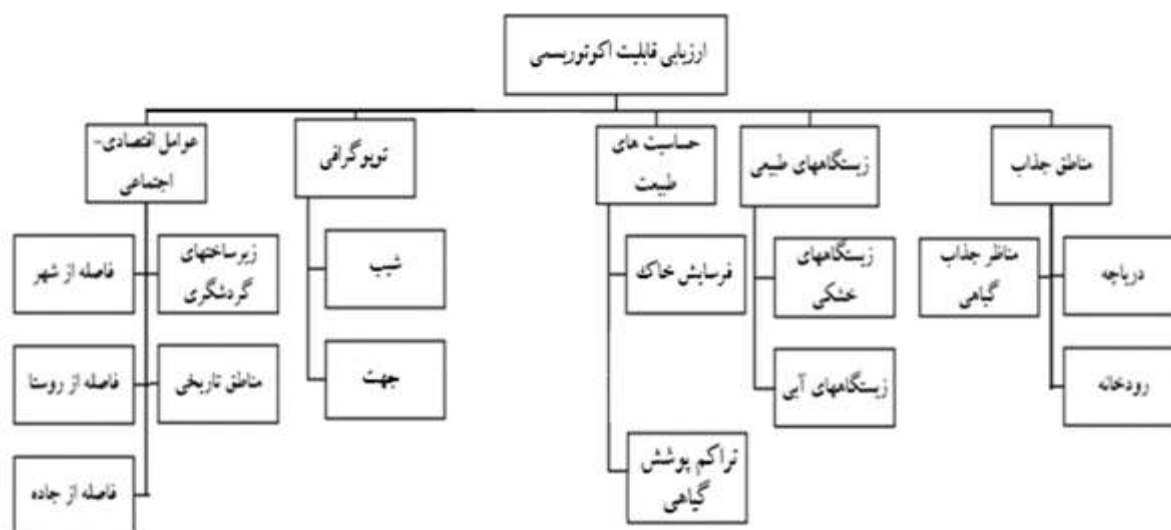 ارزیابی قابلیت اکوتوریسمی
مناطق جذاب
زیستگاههای طبیعی
حساسیت های
طبیعت
توپوگرافی
عوامل اقتصادی-
اجتماعی
دریاچه
مناظر جذاب
گیاهی
رودخانه
زیستگاههای
خشکی
زیستگاههای آبی
فرسایش خاک
تراکم پوشش
گیاهی
شیب
جهت
زیرساختهای
گردشگری
فاصله از شهر
مناطق تاریخی
فاصله از روستا
فاصله از جاده